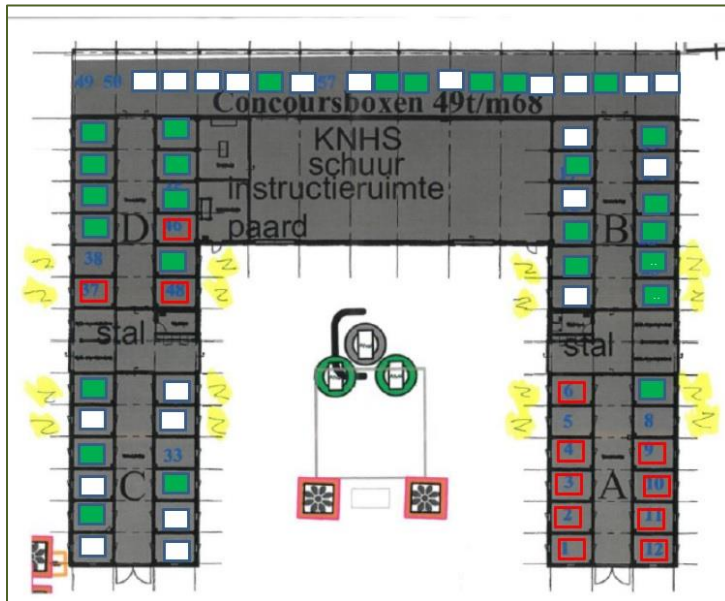 49 50 57
Concoursboxen 49t/m68
KNHS
schuur
Instructieruimte
paard
D
B
46
38
37 48
stal
stal
6
5 8
33
4 9
C
A
3 10
2 11
1 12